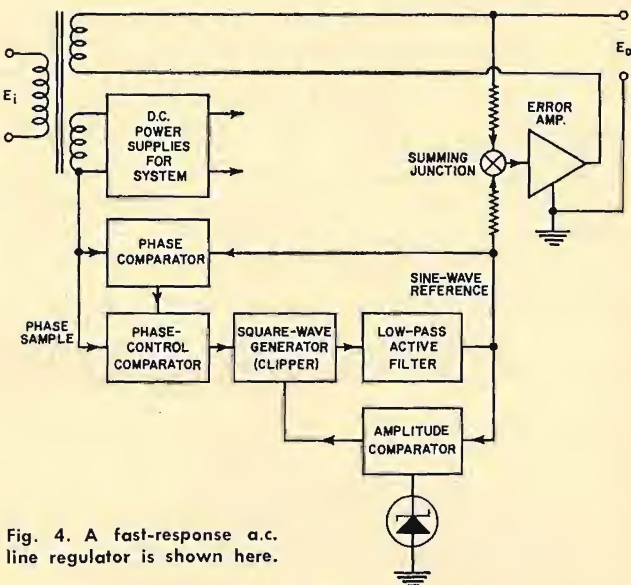 Ei
Eo
D.C.
POWER
SUPPLIES
FOR
SYSTEM
ERROR
AMP.
SUMMING
JUNCTION
PHASE
COMPARATOR
SINE-WAVE
REFERENCE
PHASE
SAMPLE
PHASE-
CONTROL
COMPARATOR
SQUARE-WAVE
GENERATOR
(CLIPPER)
LOW-PASS
ACTIVE
FILTER
AMPLITUDE
COMPARATOR
Fig. 4. A fast-response a.c.
line regulator is shown here.